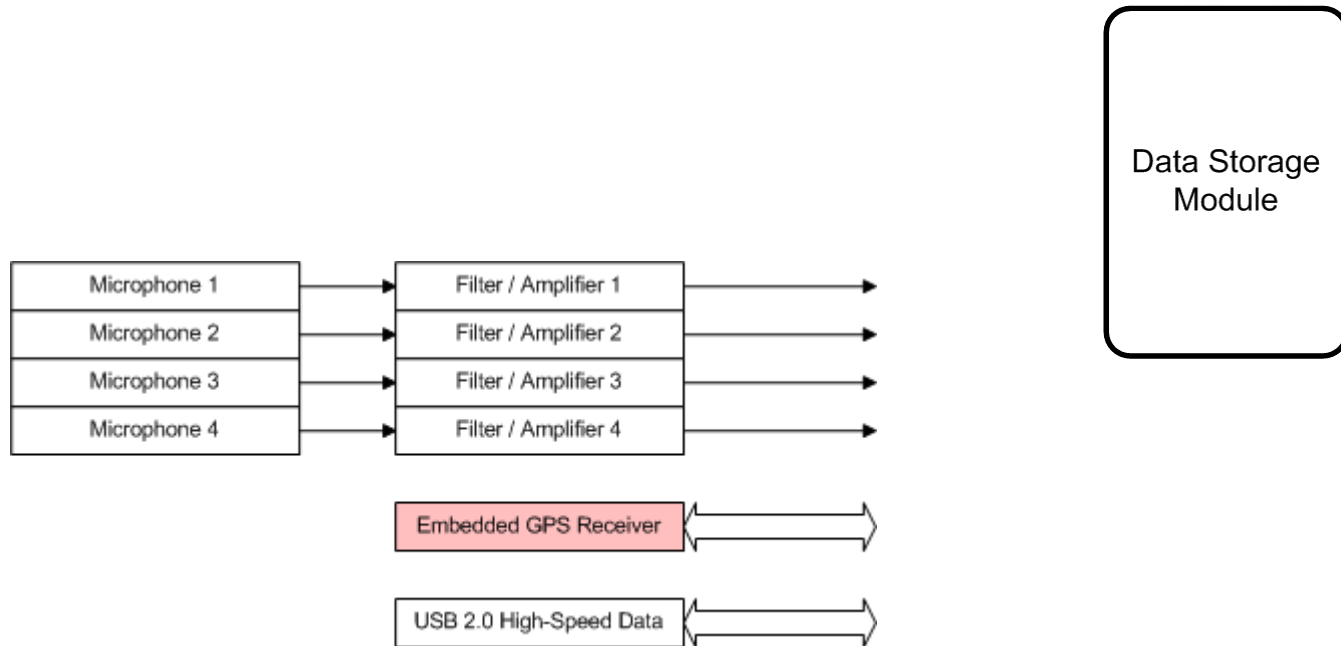 Data Storage
Module
Microphone 1
Filter / Amplifier 1
Microphone 2
Filter / Amplifier 2
Microphone 3
Filter / Amplifier 3
Microphone 4
Filter / Amplifier 4
Embedded GPS Receiver
USB 2.0 High-Speed Data